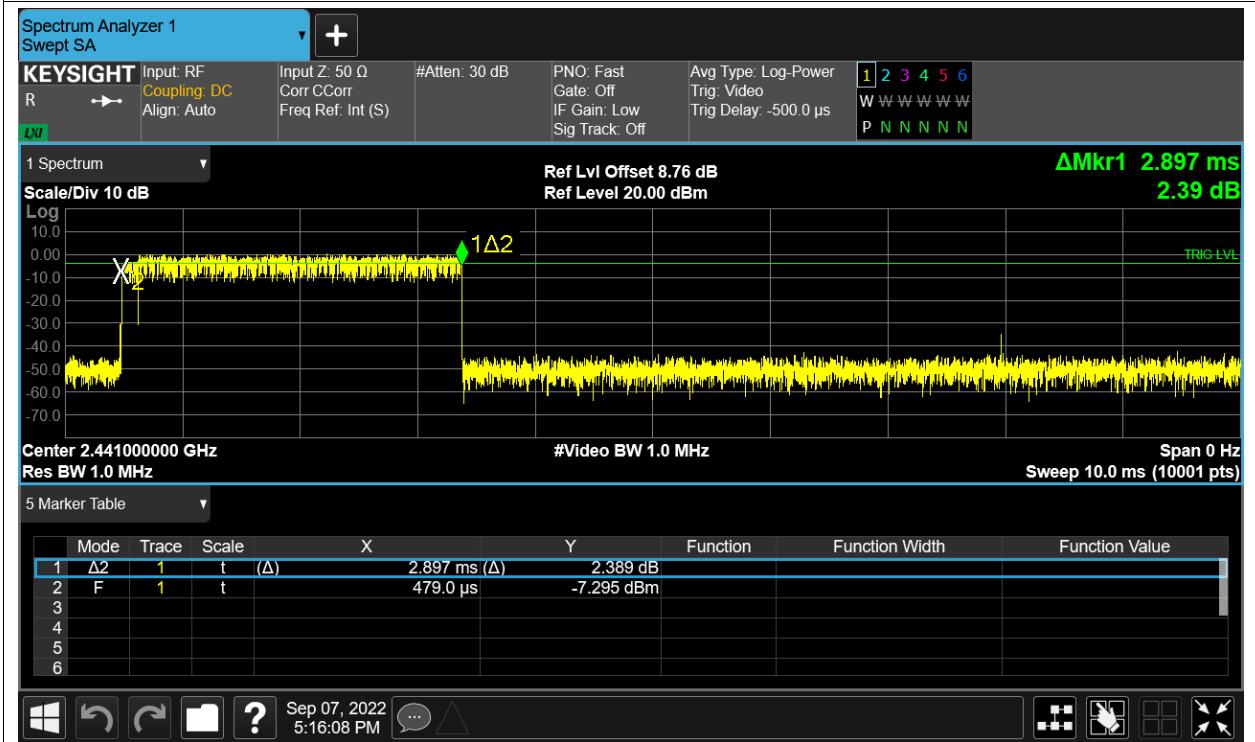 Spectrum Analyzer 1
Swept SA
KEYSIGHT
R
LXI
Input: RF
Coupling: DC
Align: Auto
Input Z: 50 Ω
Corr CCorr
Freq Ref: Int (S)
#Atten: 30 dB
PNO: Fast
Gate: Off
IF Gain: Low
Sig Track: Off
Avg Type: Log-Power
Trig: Video
Trig Delay: -500.0 µs
1 2 3 4 5 6
W W W W W W
P N N N N N
1 Spectrum
Scale/Div 10 dB
Ref Lvl Offset 8.76 dB
Ref Level 20.00 dBm
ΔMkr1 2.897 ms
2.39 dB
Log
10.0
0.00
-10.0
-20.0
-30.0
-40.0
-50.0
-60.0
-70.0
X
2
1Δ2
TRIG LVL
Center 2.441000000 GHz
Res BW 1.0 MHz
#Video BW 1.0 MHz
Span 0 Hz
Sweep 10.0 ms (10001 pts)
5 Marker Table
Mode Trace Scale X Y Function Function Width Function Value
1 Δ2 1 t (Δ) 2.897 ms (Δ) 2.389 dB
2 F 1 t 479.0 µs -7.295 dBm
3
4
5
6
?
Sep 07, 2022
5:16:08 PM